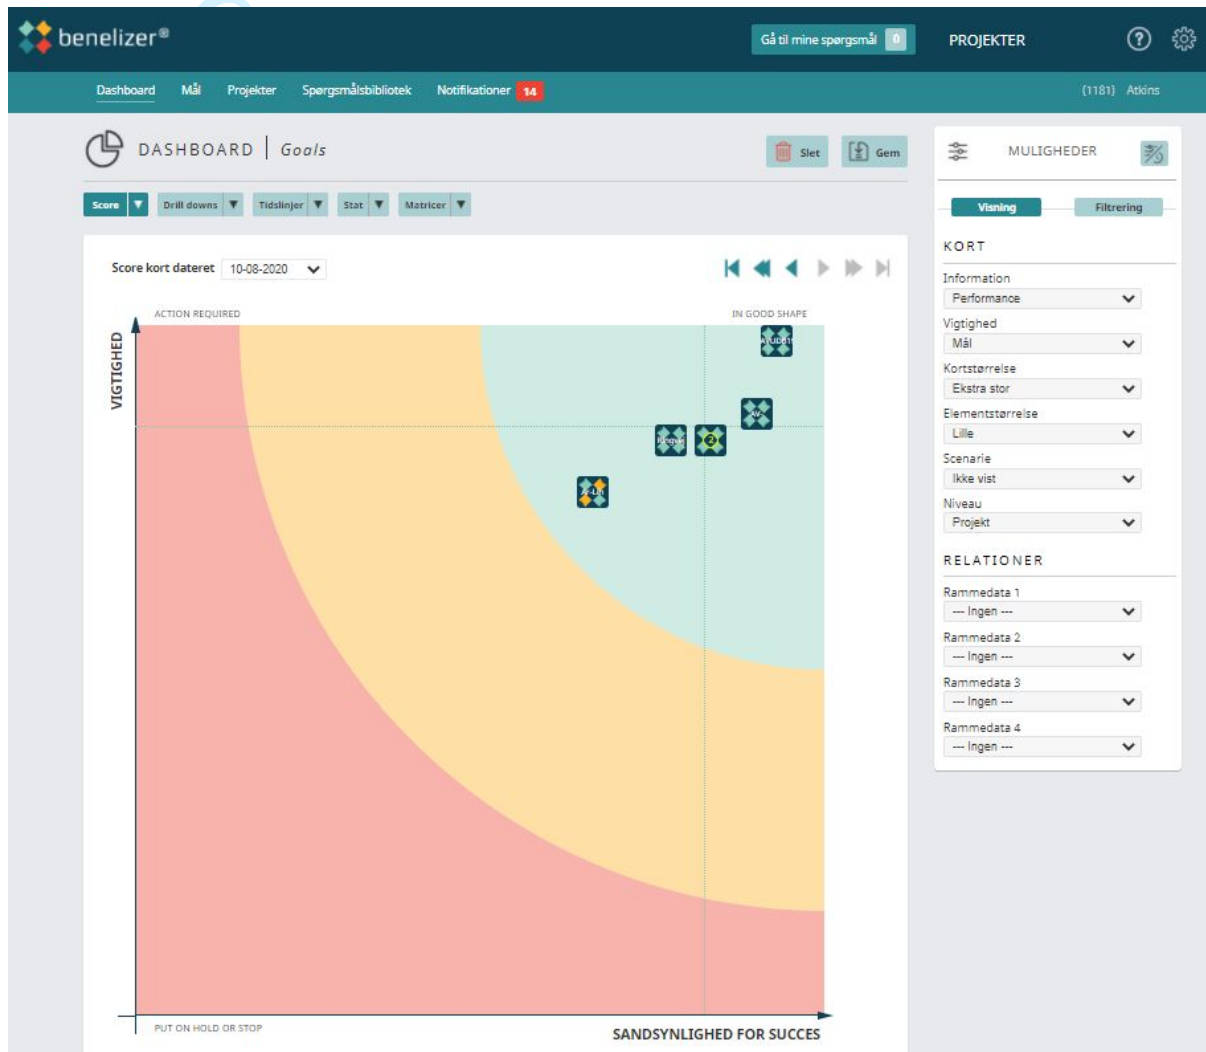 benelizer®
Gå til mine spørgsmål 0
PROJEKTER
?
Dashboard Mål Projekter Spørgsmålsbibliotek Notifikationer 14
(1181) Atkins
DASHBOARD | Goals
Slet Gem
Score Drill downs Tidslinjer Stat Matricer
Score kort dateret 10-08-2020
ACTION REQUIRED
IN GOOD SHAPE
VIGTIGHED
2
PUT ON HOLD OR STOP
SANDSYNLIGHED FOR SUCCES
MULIGHEDER
Visning Filtrering
KORT
Information
Performance
Vigtighed
Mål
Kortstørrelse
Ekstra stor
Elementstørrelse
Lille
Scenarie
Ikke vist
Niveau
Projekt
RELATIONER
Rammedata 1
--- Ingen ---
Rammedata 2
--- Ingen ---
Rammedata 3
--- Ingen ---
Rammedata 4
--- Ingen ---